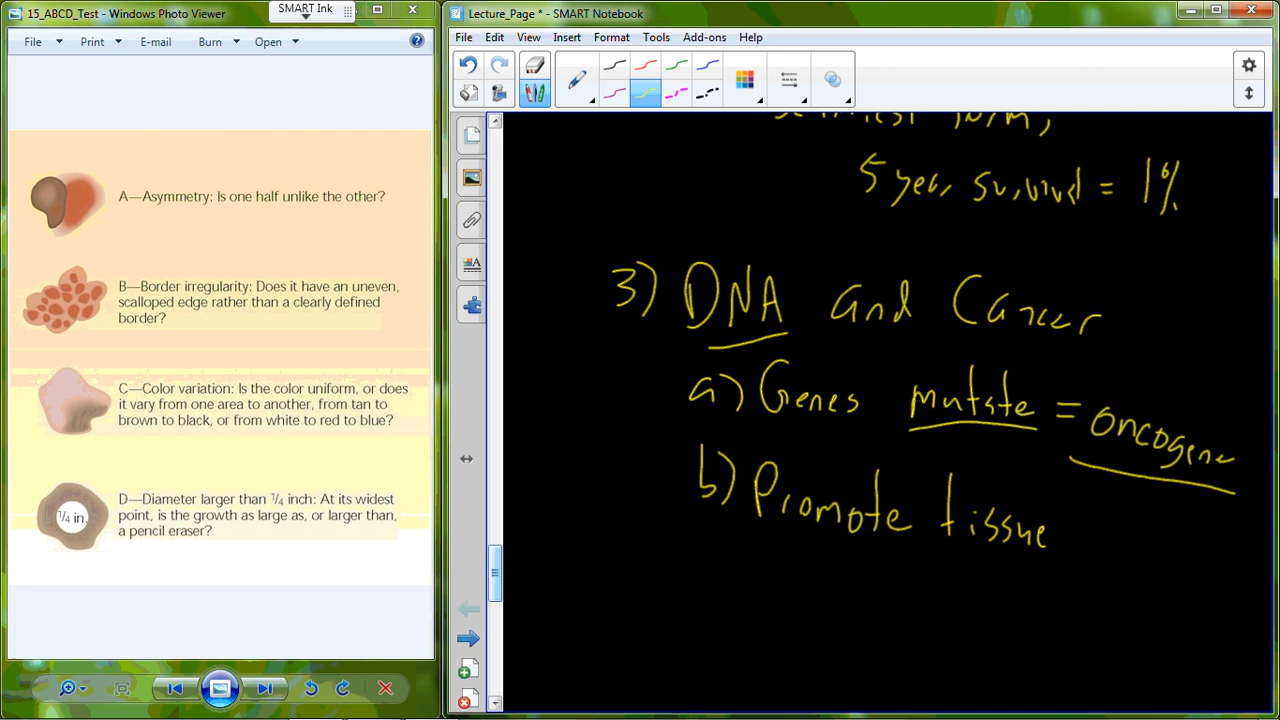 15_ABCD_Test - Windows Photo Viewer
SMART Ink
File Print E-mail Burn Open
A—Asymmetry: Is one half unlike the other?
B—Border irregularity: Does it have an uneven,
scalloped edge rather than a clearly defined
border?
C—Color variation: Is the color uniform, or does
it vary from one area to another, from tan to
brown to black, or from white to red to blue?
1/4 in.
D—Diameter larger than 1/4 inch: At its widest
point, is the growth as large as, or larger than,
a pencil eraser?
Lecture_Page * - SMART Notebook
File Edit View Insert Format Tools Add-ons Help
5 year survival = 1%
3) DNA and Cancer
a) Genes mutate = oncogene
b) Promote tissue